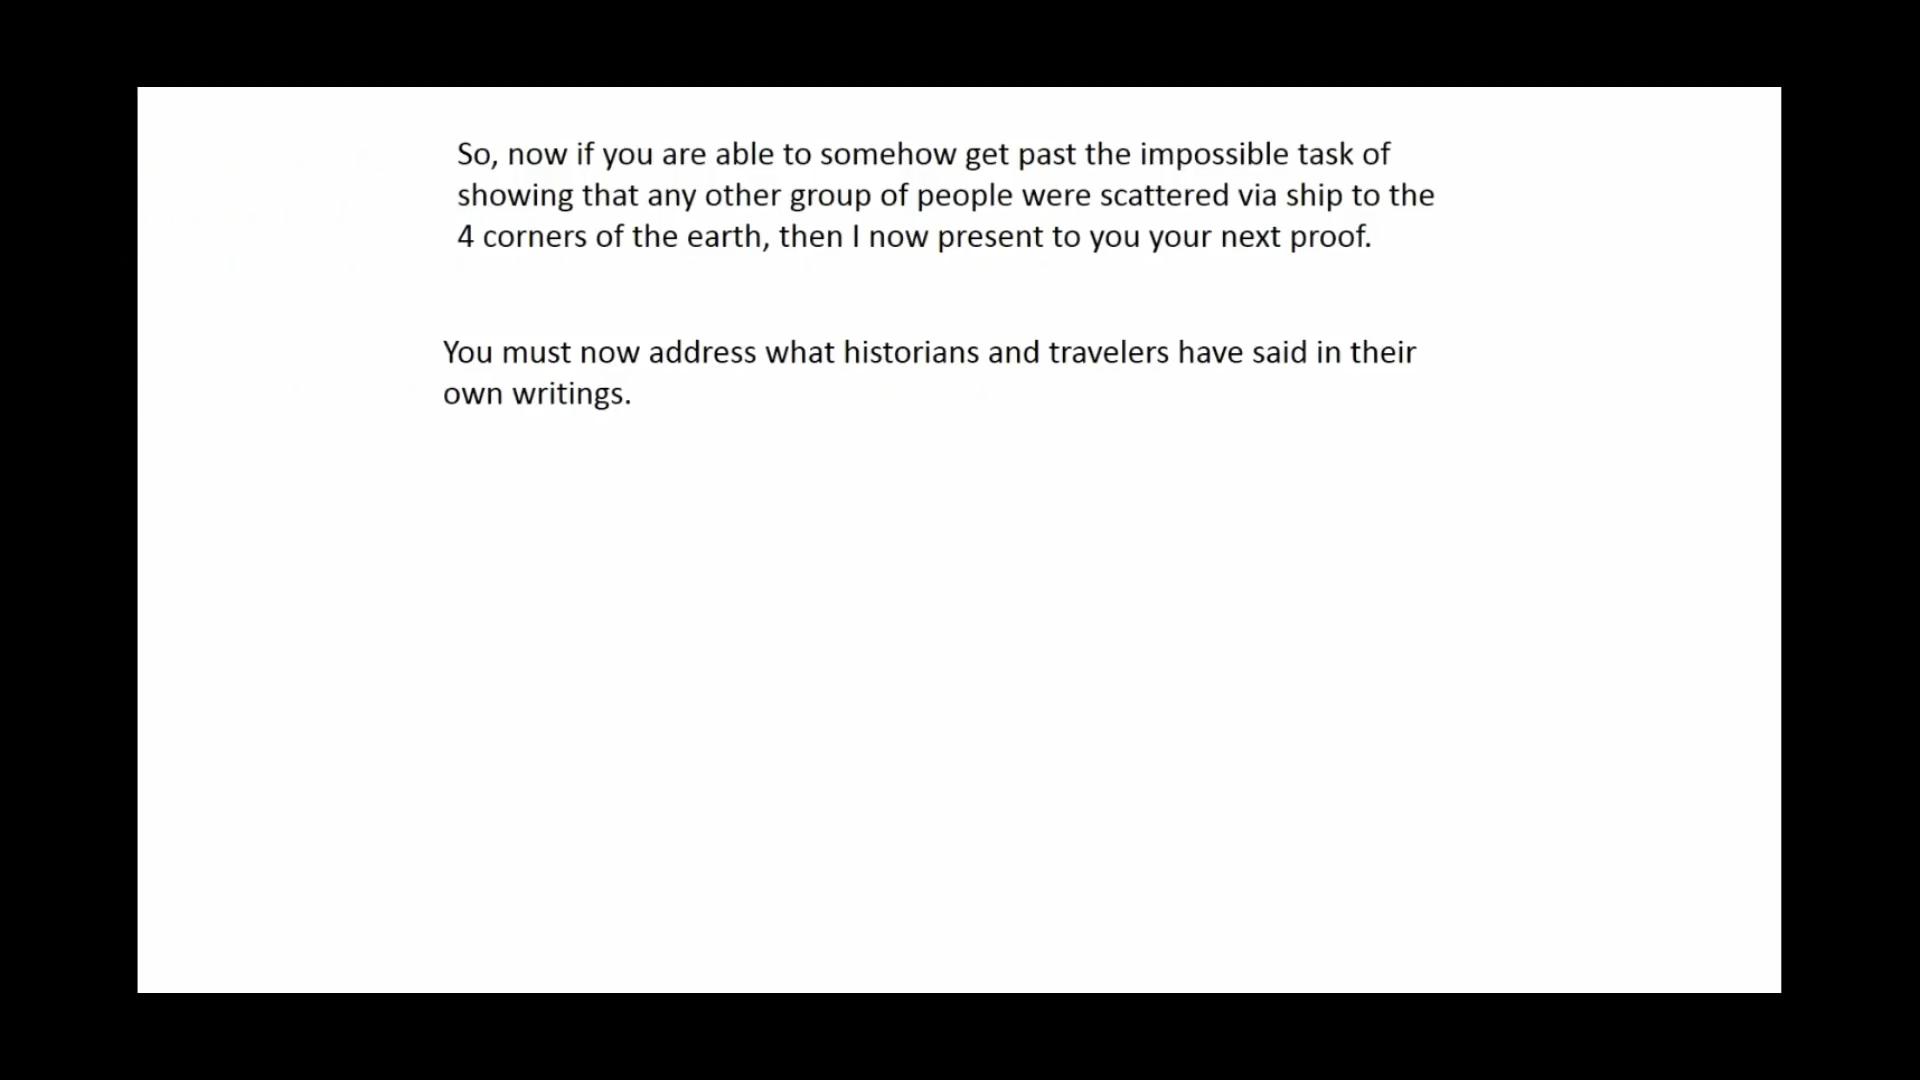 So, now if you are able to somehow get past the impossible task of
showing that any other group of people were scattered via ship to the
4 corners of the earth, then I now present to you your next proof.
You must now address what historians and travelers have said in their
own writings.